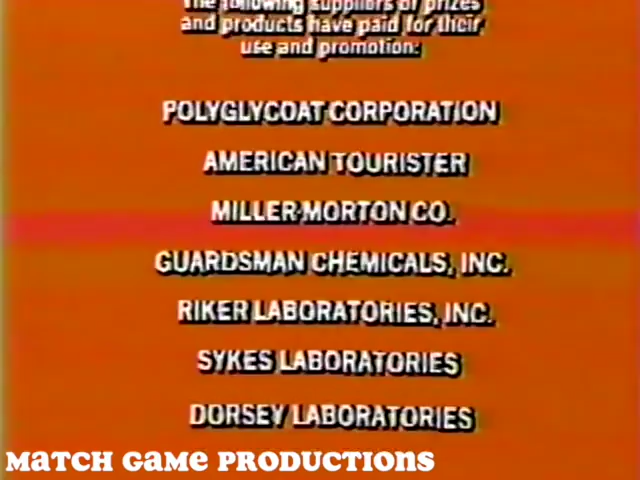 The following suppliers of prizes
and products have paid for their
use and promotion:
POLYGLYCOAT CORPORATION
AMERICAN TOURISTER
MILLER-MORTON CO.
GUARDSMAN CHEMICALS, INC.
RIKER LABORATORIES, INC.
SYKES LABORATORIES
DORSEY LABORATORIES
MATCH GAME PRODUCTIONS